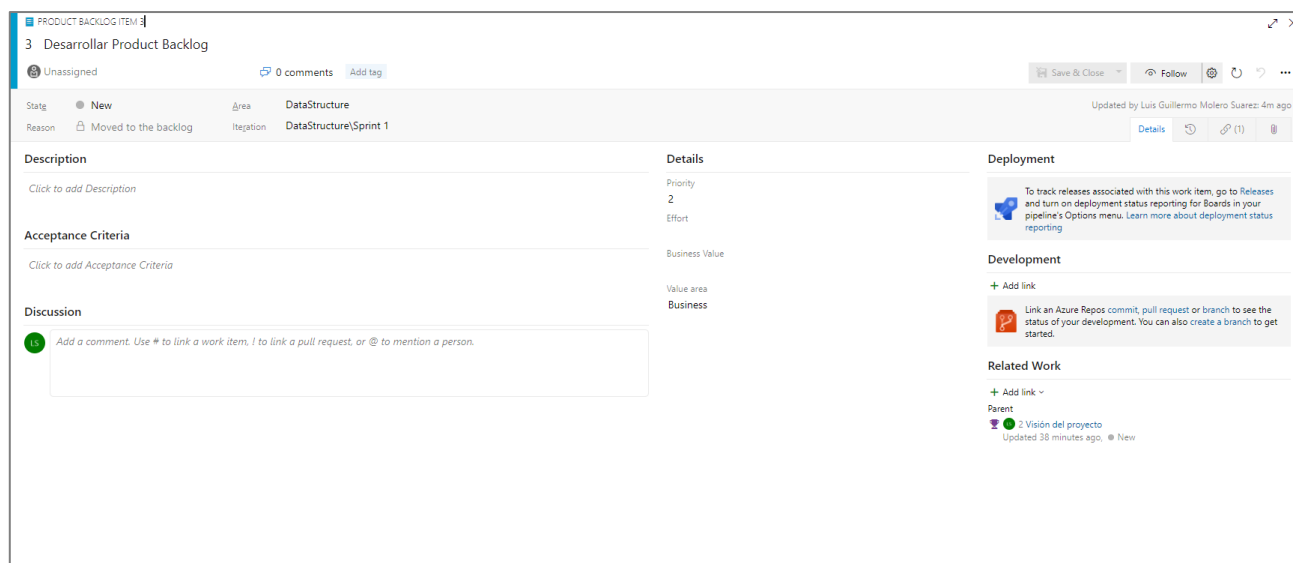 PRODUCT BACKLOG ITEM 3
3 Desarrollar Product Backlog
Unassigned
0 comments
Add tag
Save & Close
Follow
State
New
Area
DataStructure
Updated by Luis Guillermo Molero Suarez: 4m ago
Reason
Moved to the backlog
Iteration
DataStructure\Sprint 1
Details
(1)
Description
Click to add Description
Acceptance Criteria
Click to add Acceptance Criteria
Discussion
LS
Add a comment. Use # to link a work item, ! to link a pull request, or @ to mention a person.
Details
Priority
2
Effort
Business Value
Value area
Business
Deployment
To track releases associated with this work item, go to Releases
and turn on deployment status reporting for Boards in your
pipeline's Options menu. Learn more about deployment status
reporting
Development
+ Add link
Link an Azure Repos commit, pull request or branch to see the
status of your development. You can also create a branch to get
started.
Related Work
+ Add link
Parent
2 Visión del proyecto
Updated 38 minutes ago, New